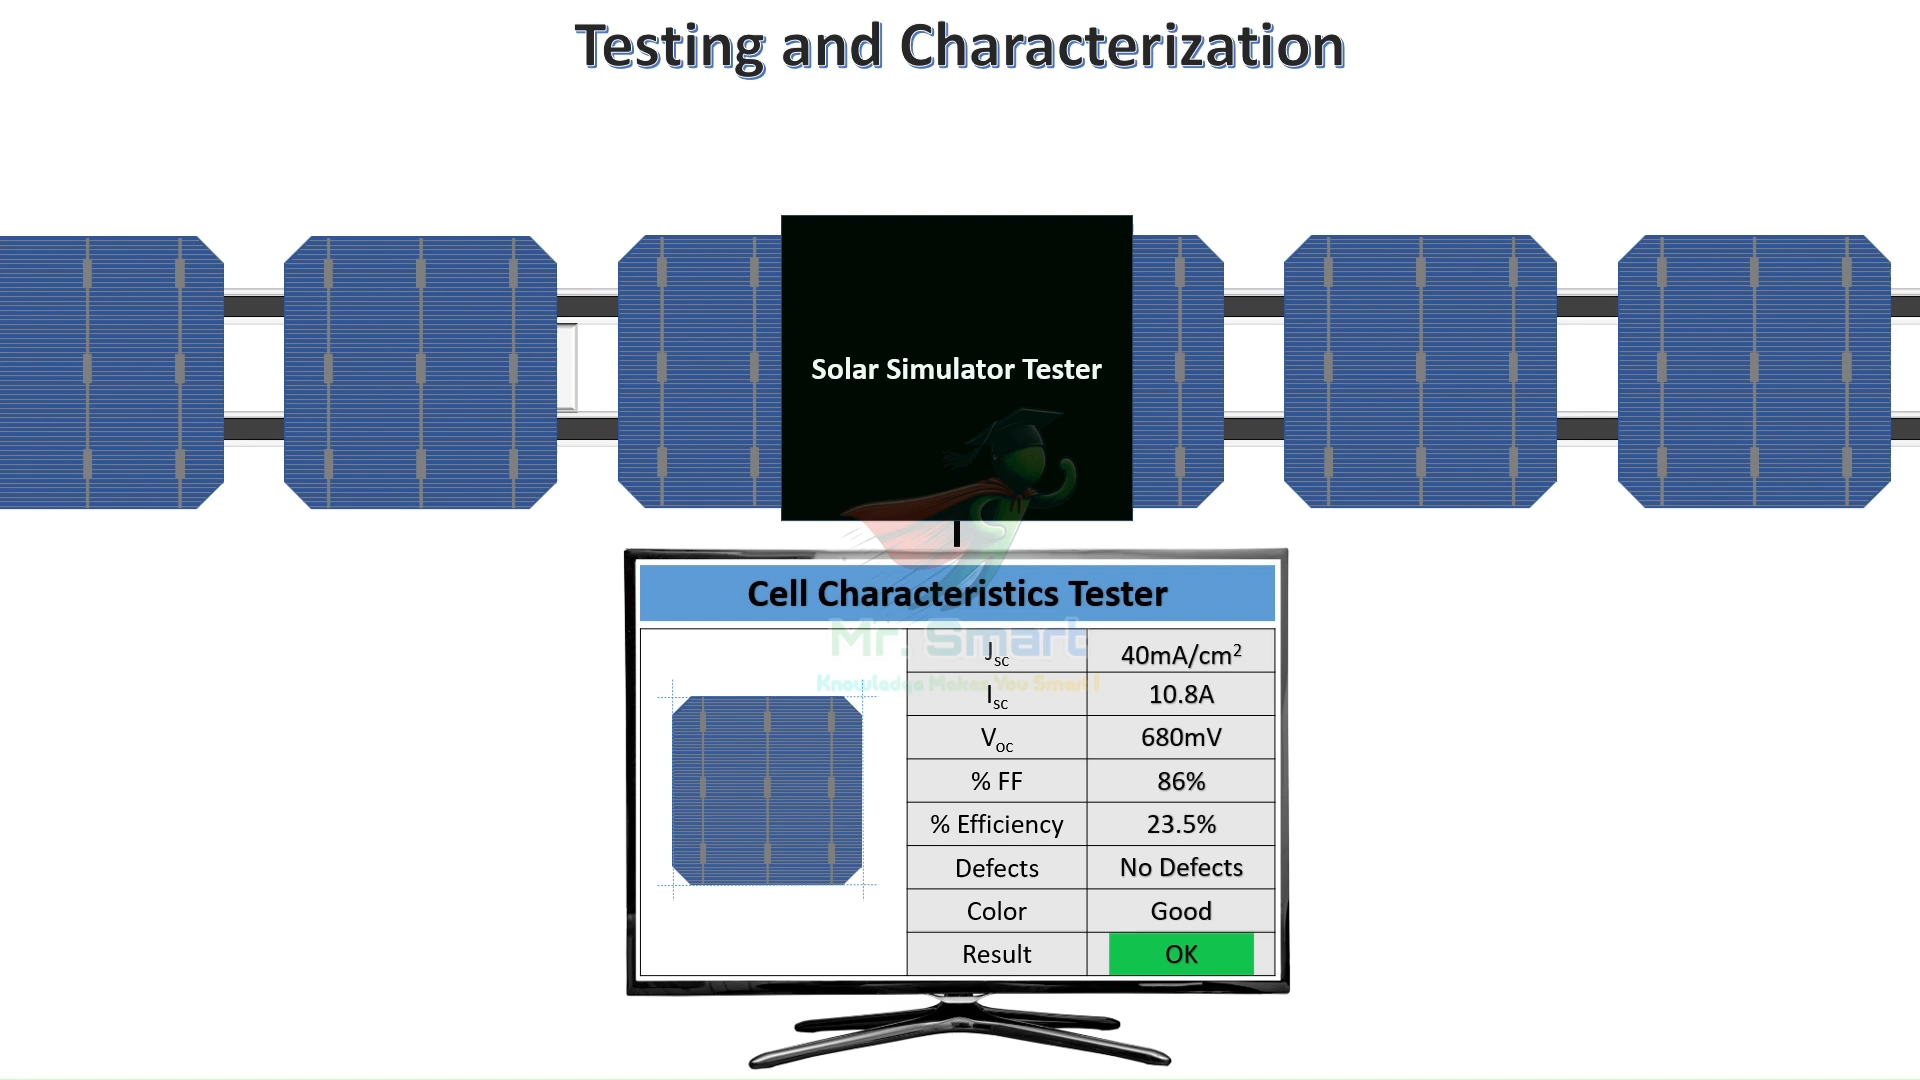 Testing and Characterization
Solar Simulator Tester
Cell Characteristics Tester
Mr. Smart
Knowladge Makes You Smart !
Jsc 40mA/cm²
Isc 10.8A
Voc 680mV
% FF 86%
% Efficiency 23.5%
Defects No Defects
Color Good
Result OK